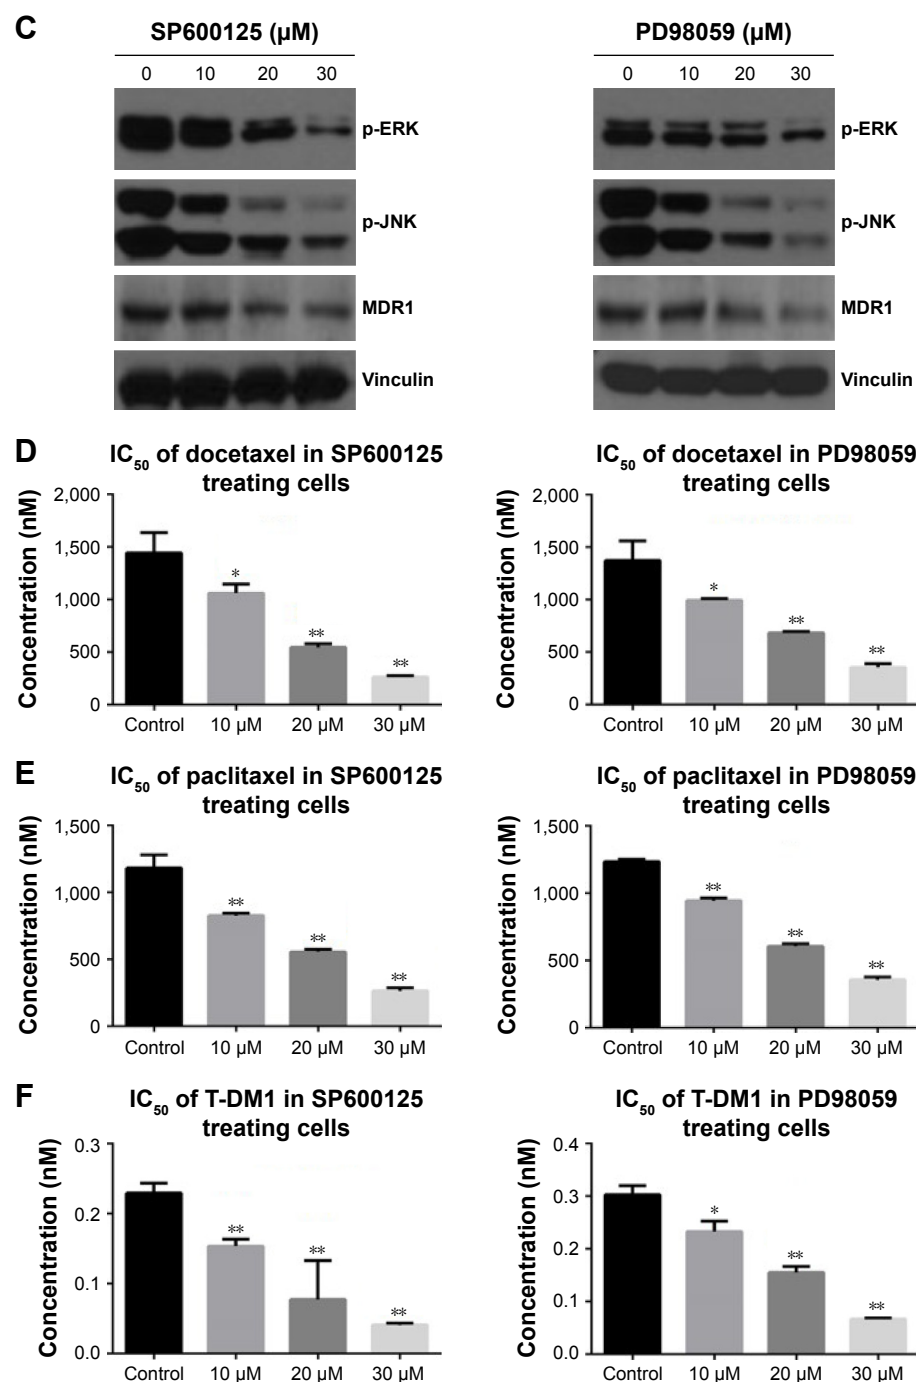 C
SP600125 (µM)
0 10 20 30
p-ERK
p-JNK
MDR1
Vinculin
PD98059 (µM)
0 10 20 30
p-ERK
p-JNK
MDR1
Vinculin
D
IC50 of docetaxel in SP600125
treating cells
Concentration (nM)
2,000
1,500
1,000
500
0
*
**
**
Control 10 µM 20 µM 30 µM
IC50 of docetaxel in PD98059
treating cells
Concentration (nM)
2,000
1,500
1,000
500
0
*
**
**
Control 10 µM 20 µM 30 µM
E
IC50 of paclitaxel in SP600125
treating cells
Concentration (nM)
1,500
1,000
500
0
**
**
**
Control 10 µM 20 µM 30 µM
IC50 of paclitaxel in PD98059
treating cells
Concentration (nM)
1,500
1,000
500
0
**
**
**
Control 10 µM 20 µM 30 µM
F
IC50 of T-DM1 in SP600125
treating cells
Concentration (nM)
0.3
0.2
0.1
0.0
**
**
**
Control 10 µM 20 µM 30 µM
IC50 of T-DM1 in PD98059
treating cells
Concentration (nM)
0.4
0.3
0.2
0.1
0.0
*
**
**
Control 10 µM 20 µM 30 µM